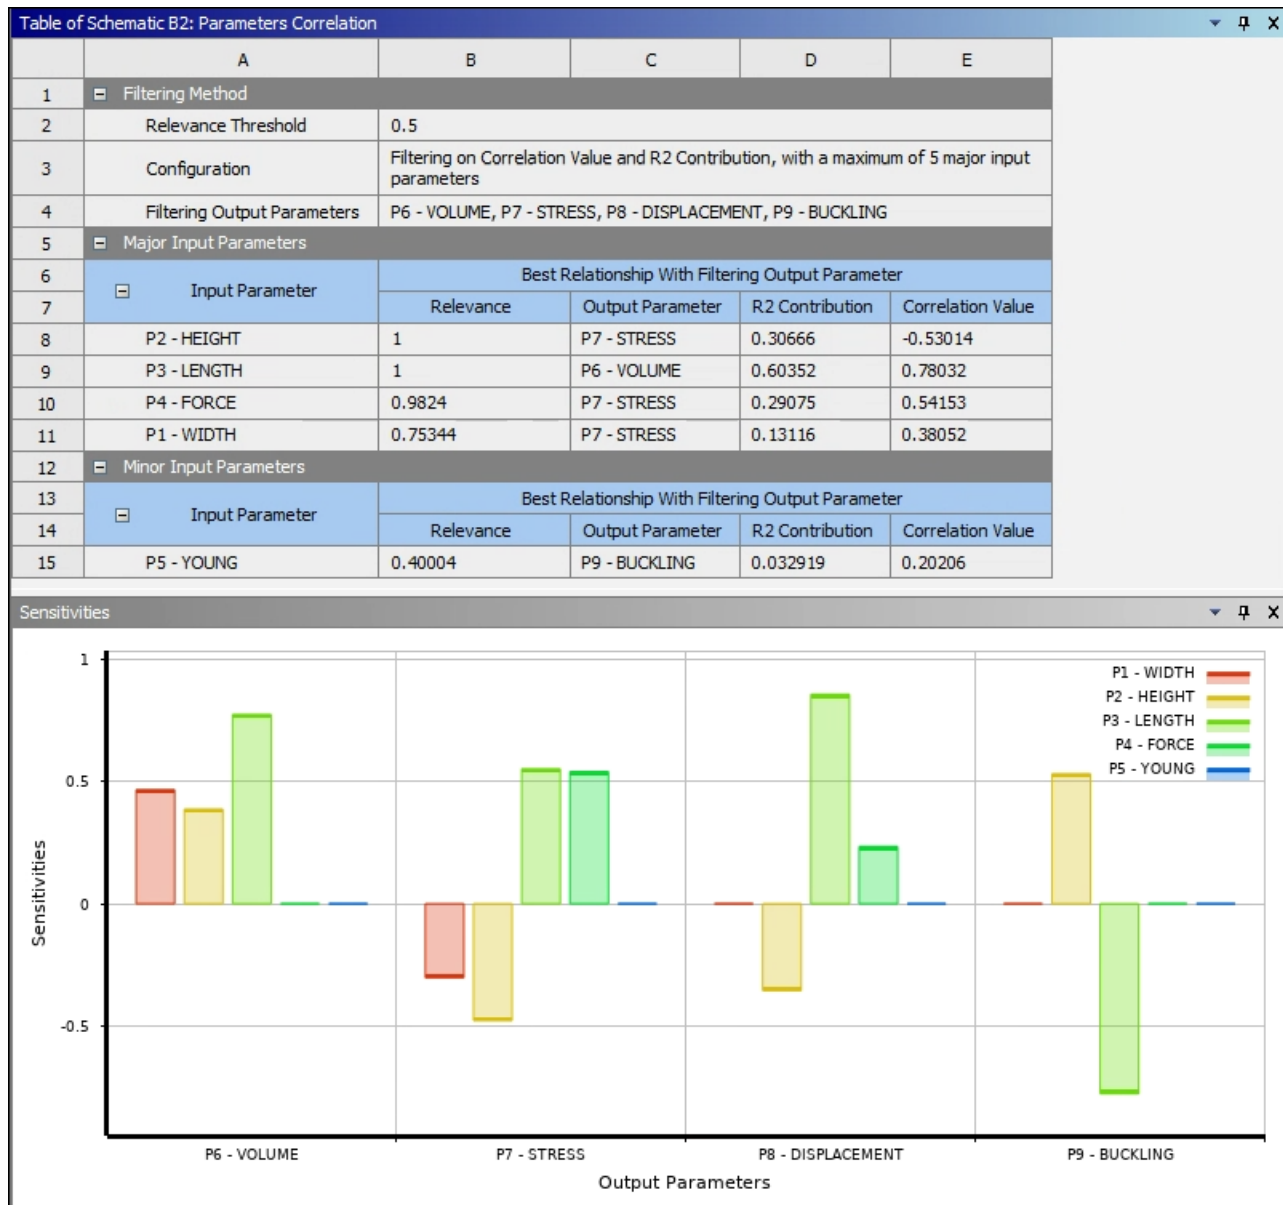 Table of Schematic B2: Parameters Correlation
A B C D E
1 Filtering Method
2 Relevance Threshold 0.5
3 Configuration Filtering on Correlation Value and R2 Contribution, with a maximum of 5 major input
parameters
4 Filtering Output Parameters P6 - VOLUME, P7 - STRESS, P8 - DISPLACEMENT, P9 - BUCKLING
5 Major Input Parameters
6 Input Parameter Best Relationship With Filtering Output Parameter
7 Relevance Output Parameter R2 Contribution Correlation Value
8 P2 - HEIGHT 1 P7 - STRESS 0.30666 -0.53014
9 P3 - LENGTH 1 P6 - VOLUME 0.60352 0.78032
10 P4 - FORCE 0.9824 P7 - STRESS 0.29075 0.54153
11 P1 - WIDTH 0.75344 P7 - STRESS 0.13116 0.38052
12 Minor Input Parameters
13 Input Parameter Best Relationship With Filtering Output Parameter
14 Relevance Output Parameter R2 Contribution Correlation Value
15 P5 - YOUNG 0.40004 P9 - BUCKLING 0.032919 0.20206
Sensitivities
1
0.5
0
-0.5
Sensitivities
P1 - WIDTH
P2 - HEIGHT
P3 - LENGTH
P4 - FORCE
P5 - YOUNG
P6 - VOLUME P7 - STRESS P8 - DISPLACEMENT P9 - BUCKLING
Output Parameters